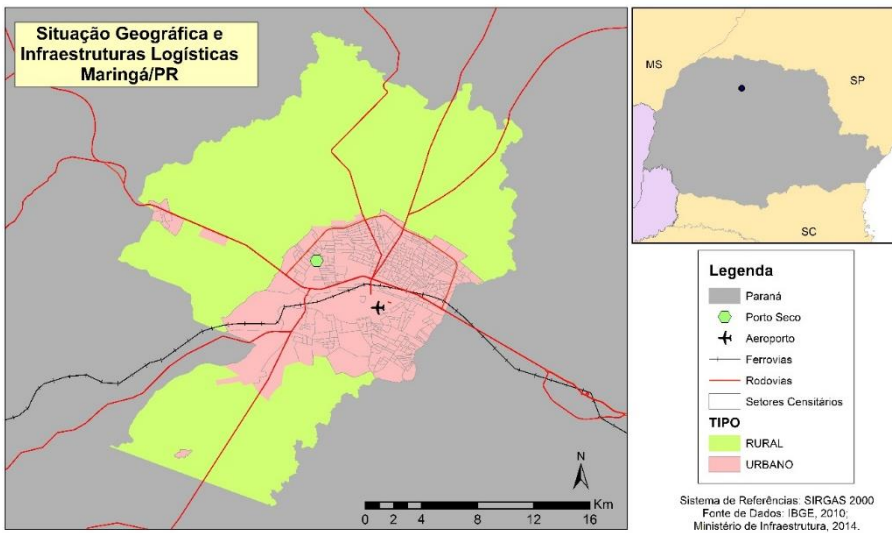 Situação Geográfica e
Infraestruturas Logísticas
Maringá/PR
MS
SP
SC
Legenda
Paraná
Porto Seco
Aeroporto
Ferrovias
Rodovias
Setores Censitários
TIPO
RURAL
URBANO
N
Km
0 1 2 4 8 12 16
Sistema de Referências: SIRGAS 2000
Fonte de Dados: IBGE, 2010;
Ministério de Infraestrutura, 2014.